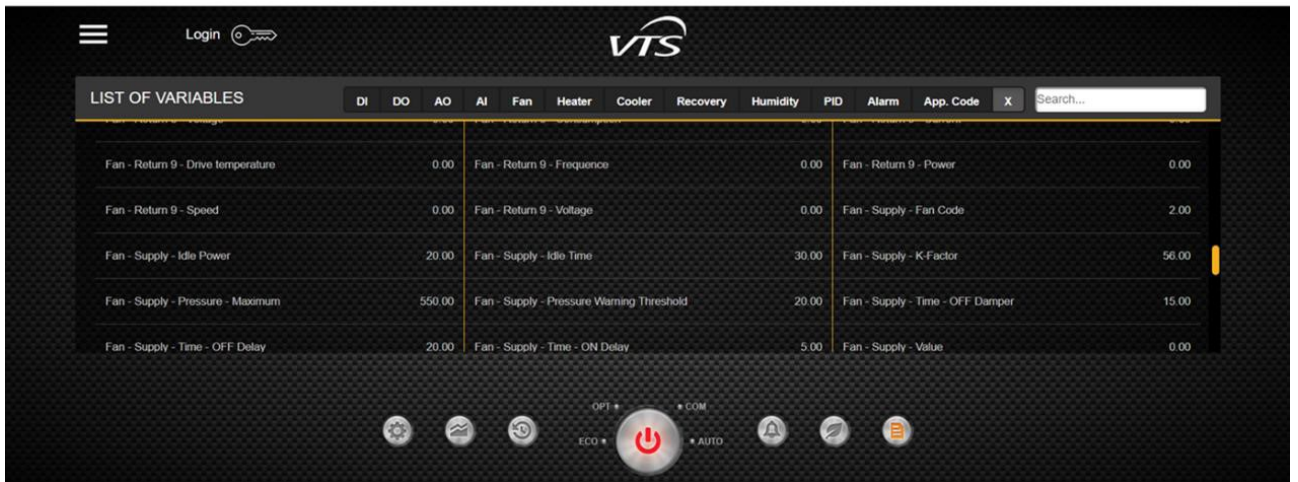 Login
VTS
LIST OF VARIABLES DI DO AO AI Fan Heater Cooler Recovery Humidity PID Alarm App. Code X Search...
Fan - Return 9 - Drive temperature 0.00 Fan - Return 9 - Frequence 0.00 Fan - Return 9 - Power 0.00
Fan - Return 9 - Speed 0.00 Fan - Return 9 - Voltage 0.00 Fan - Supply - Fan Code 2.00
Fan - Supply - Idle Power 20.00 Fan - Supply - Idle Time 30.00 Fan - Supply - K-Factor 56.00
Fan - Supply - Pressure - Maximum 550.00 Fan - Supply - Pressure Warning Threshold 20.00 Fan - Supply - Time - OFF Damper 15.00
Fan - Supply - Time - OFF Delay 20.00 Fan - Supply - Time - ON Delay 5.00 Fan - Supply - Value 0.00
OPT COM
ECO AUTO